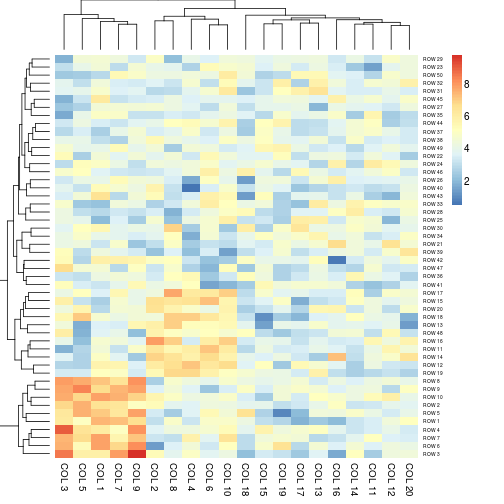 ROW 29
ROW 23
ROW 50
ROW 32
ROW 31
ROW 45
ROW 27
ROW 35
ROW 44
ROW 37
ROW 38
ROW 49
ROW 22
ROW 24
ROW 46
ROW 26
ROW 40
ROW 43
ROW 33
ROW 28
ROW 25
ROW 30
ROW 34
ROW 21
ROW 39
ROW 42
ROW 47
ROW 36
ROW 41
ROW 17
ROW 15
ROW 20
ROW 18
ROW 13
ROW 48
ROW 16
ROW 11
ROW 14
ROW 12
ROW 19
ROW 8
ROW 9
ROW 10
ROW 2
ROW 5
ROW 1
ROW 4
ROW 7
ROW 6
ROW 3
8
6
4
2
COL 3
COL 5
COL 1
COL 7
COL 9
COL 2
COL 8
COL 4
COL 6
COL 10
COL 18
COL 15
COL 19
COL 17
COL 13
COL 16
COL 14
COL 11
COL 12
COL 20